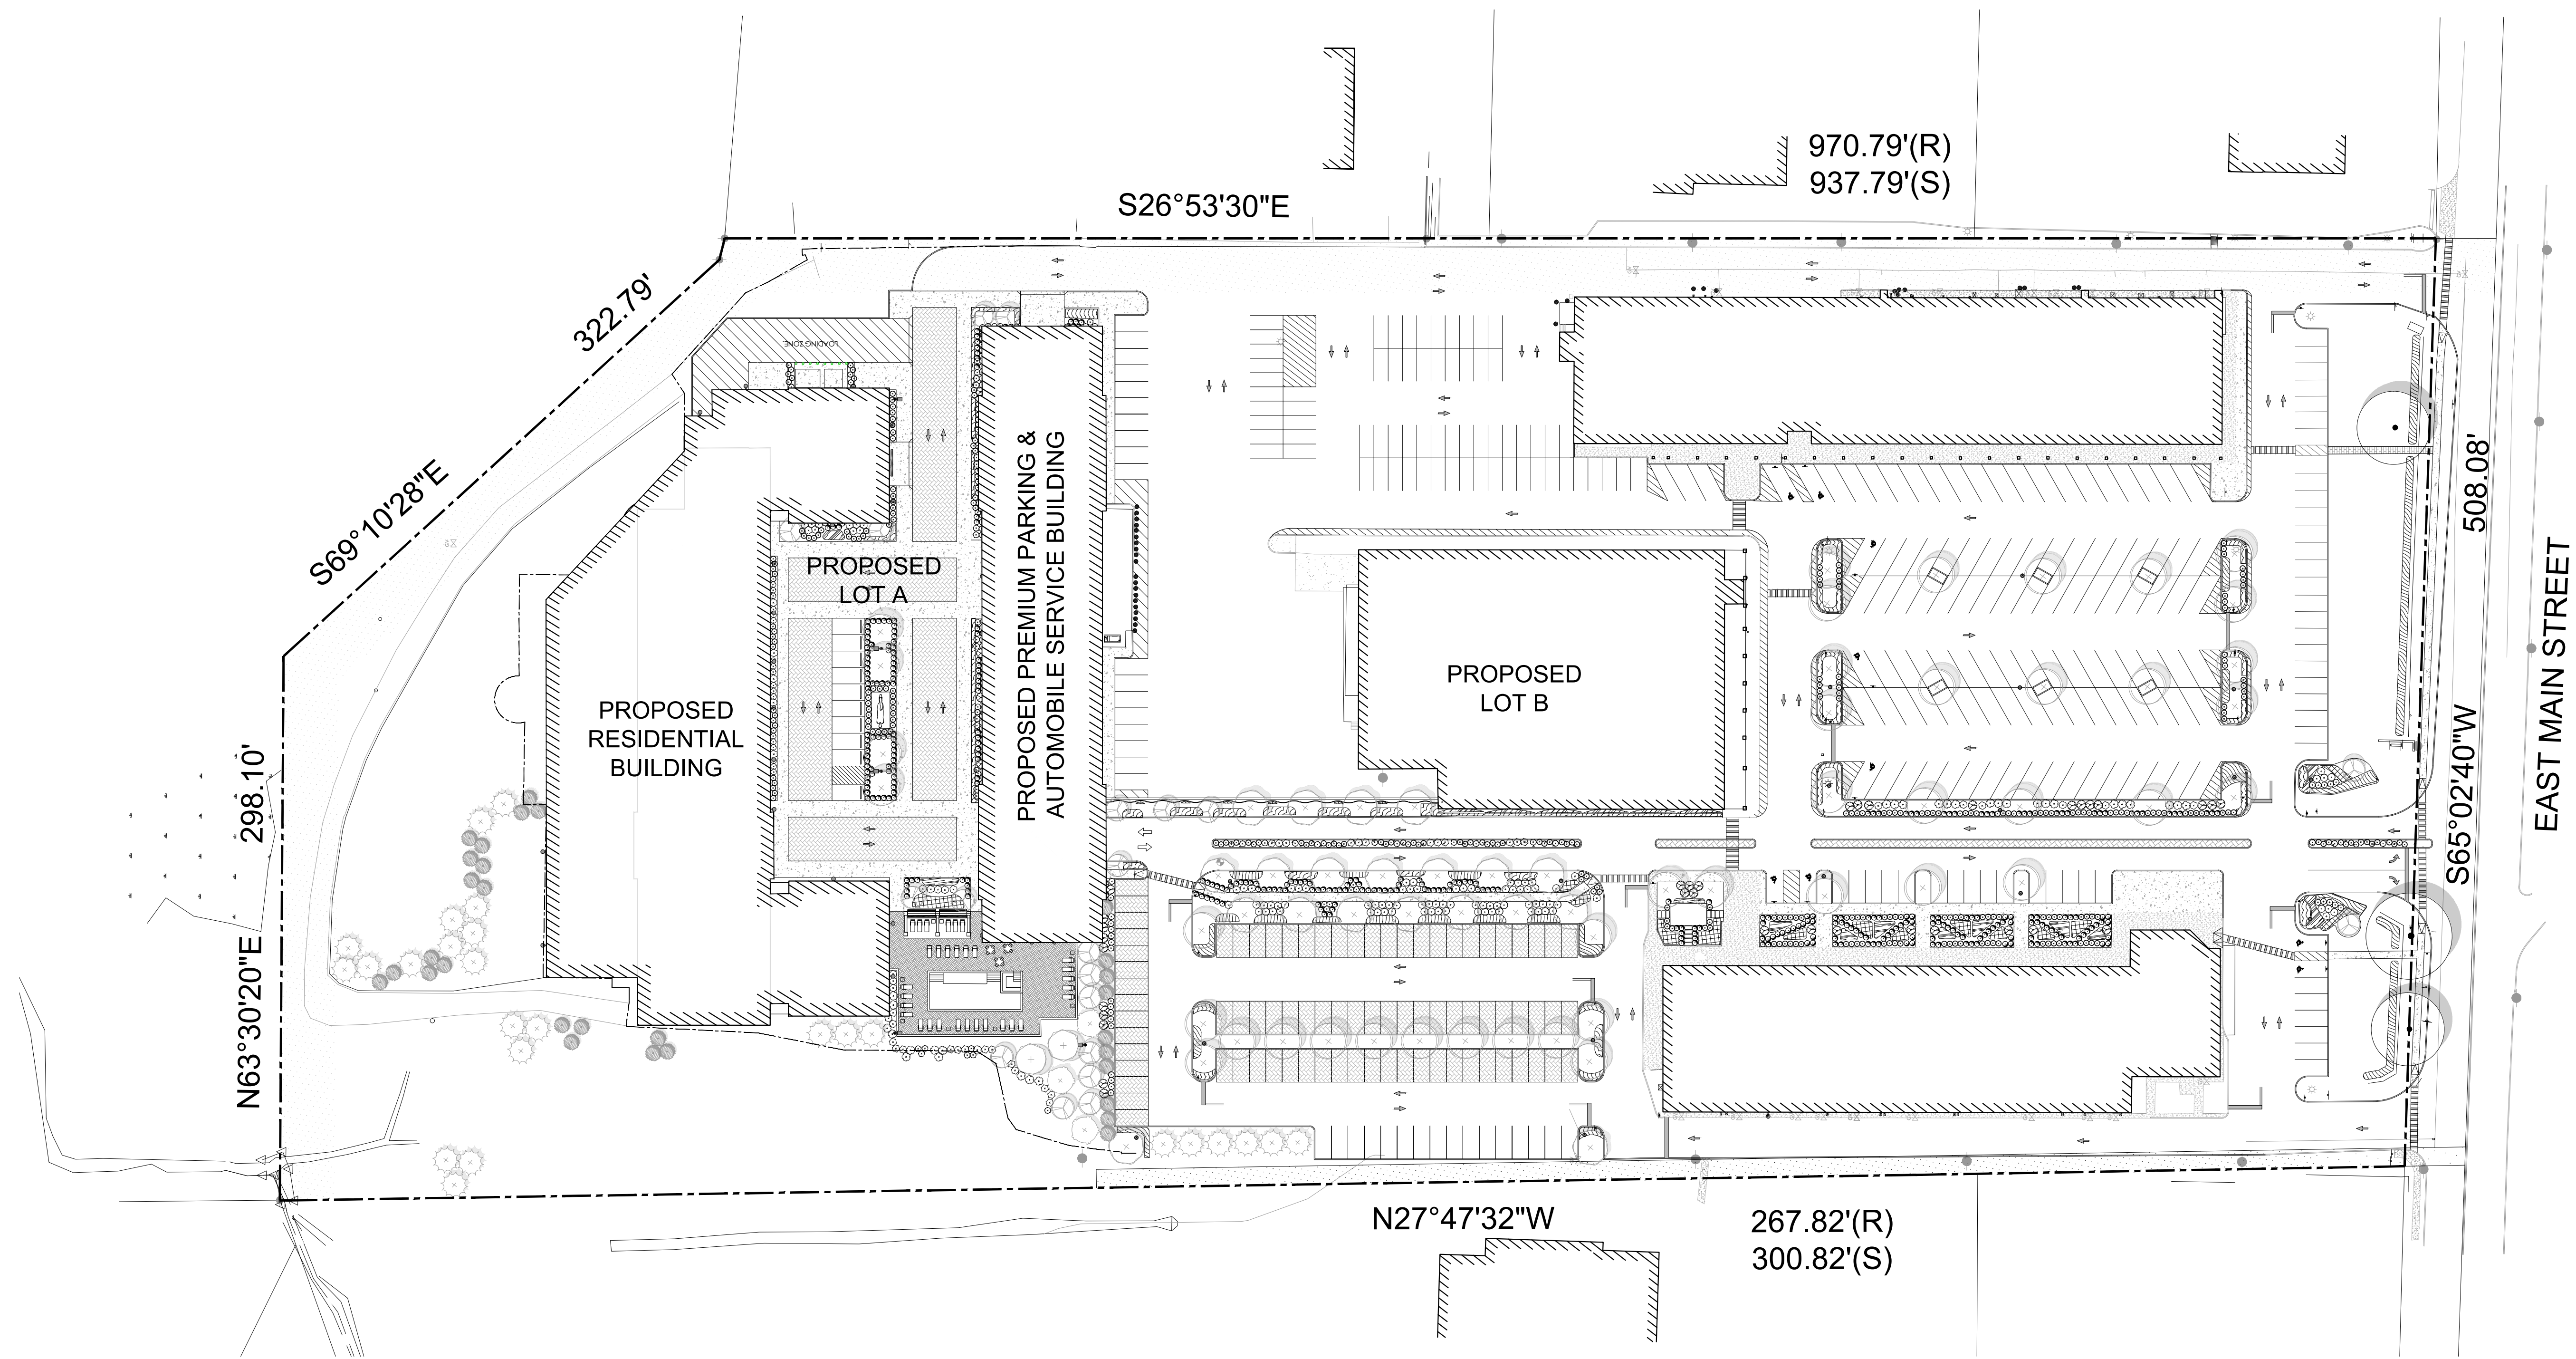 970.79'(R)
937.79'(S)
S26°53'30"E
322.79'
S69°10'28"E
LOADING ZONE
PROPOSED
LOT A
PROPOSED PREMIUM PARKING &
AUTOMOBILE SERVICE BUILDING
PROPOSED
RESIDENTIAL
BUILDING
PROPOSED
LOT B
508.08'
S65°02'40"W
EAST MAIN STREET
298.10'
N63°30'20"E
N27°47'32"W
267.82'(R)
300.82'(S)